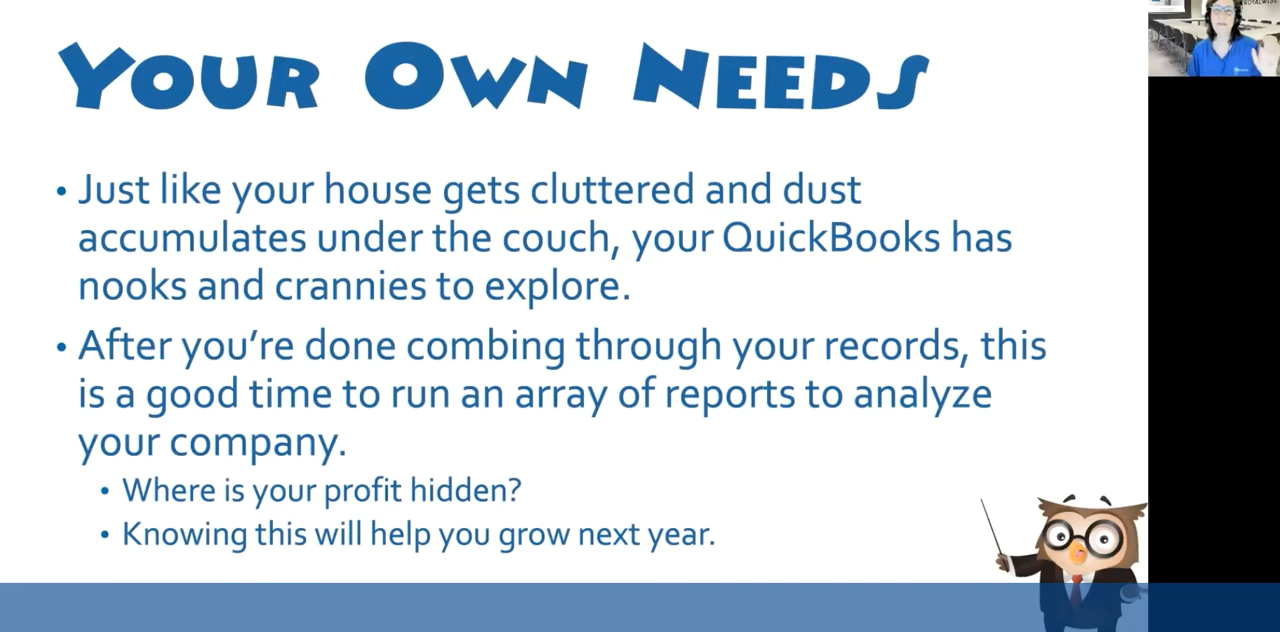 YOUR OWN NEEDS
• Just like your house gets cluttered and dust
accumulates under the couch, your QuickBooks has
nooks and crannies to explore.
• After you’re done combing through your records, this
is a good time to run an array of reports to analyze
your company.
• Where is your profit hidden?
• Knowing this will help you grow next year.
ROYALWISE